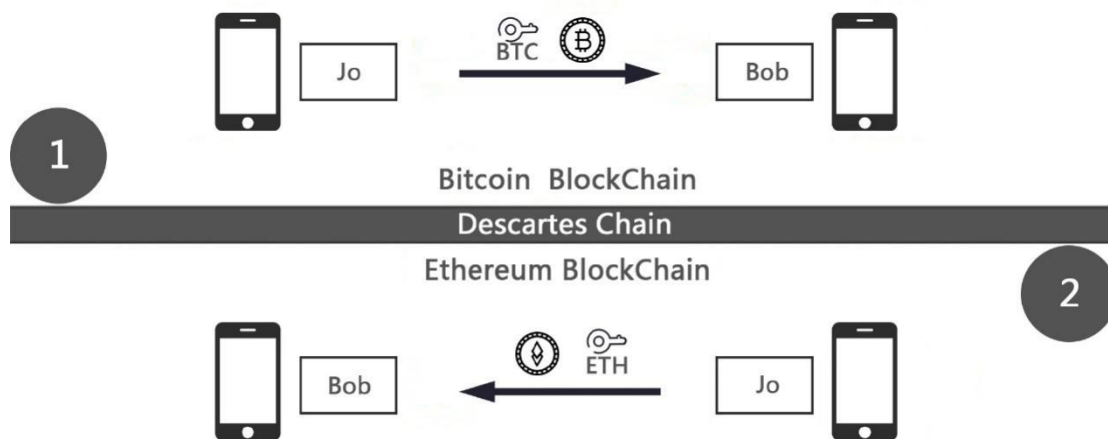 BTC
Jo
Bob
1
Bitcoin BlockChain
Descartes Chain
Ethereum BlockChain
2
ETH
Bob
Jo